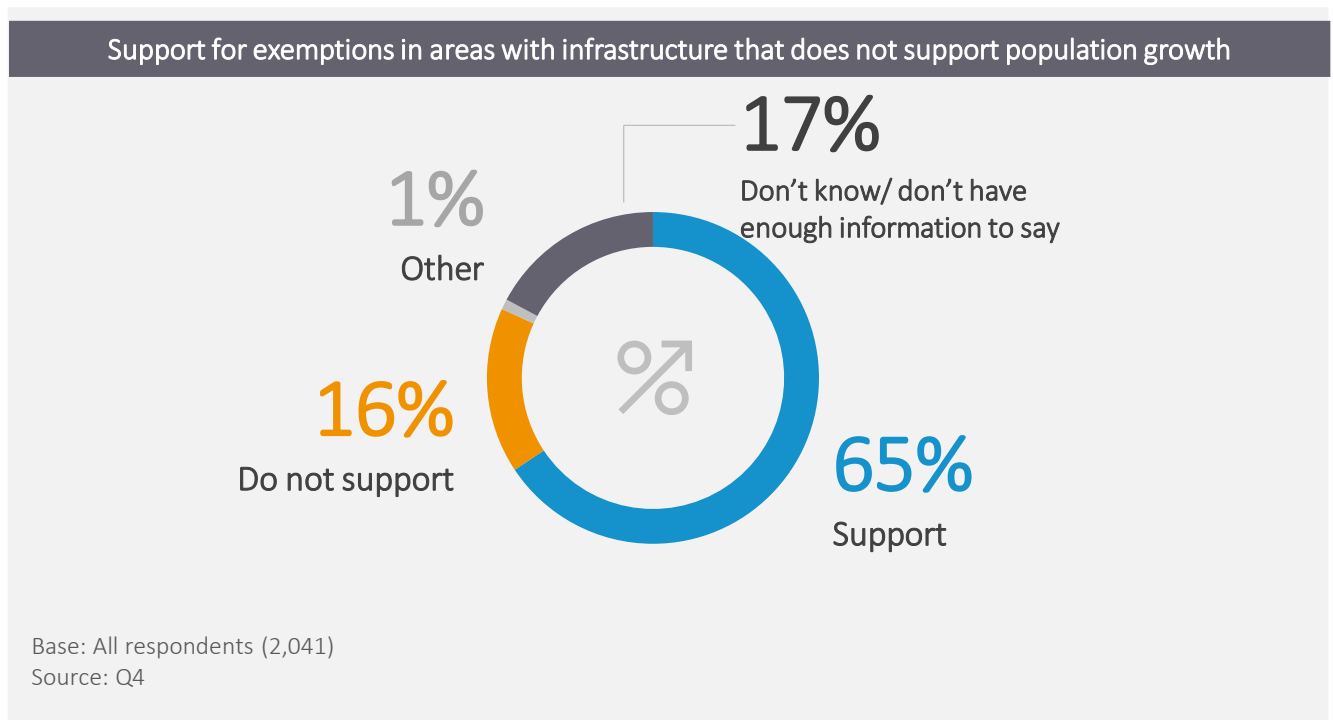 Support for exemptions in areas with infrastructure that does not support population growth
17%
Don’t know/ don’t have
enough information to say
1%
Other
16%
Do not support
65%
Support
Base: All respondents (2,041)
Source: Q4